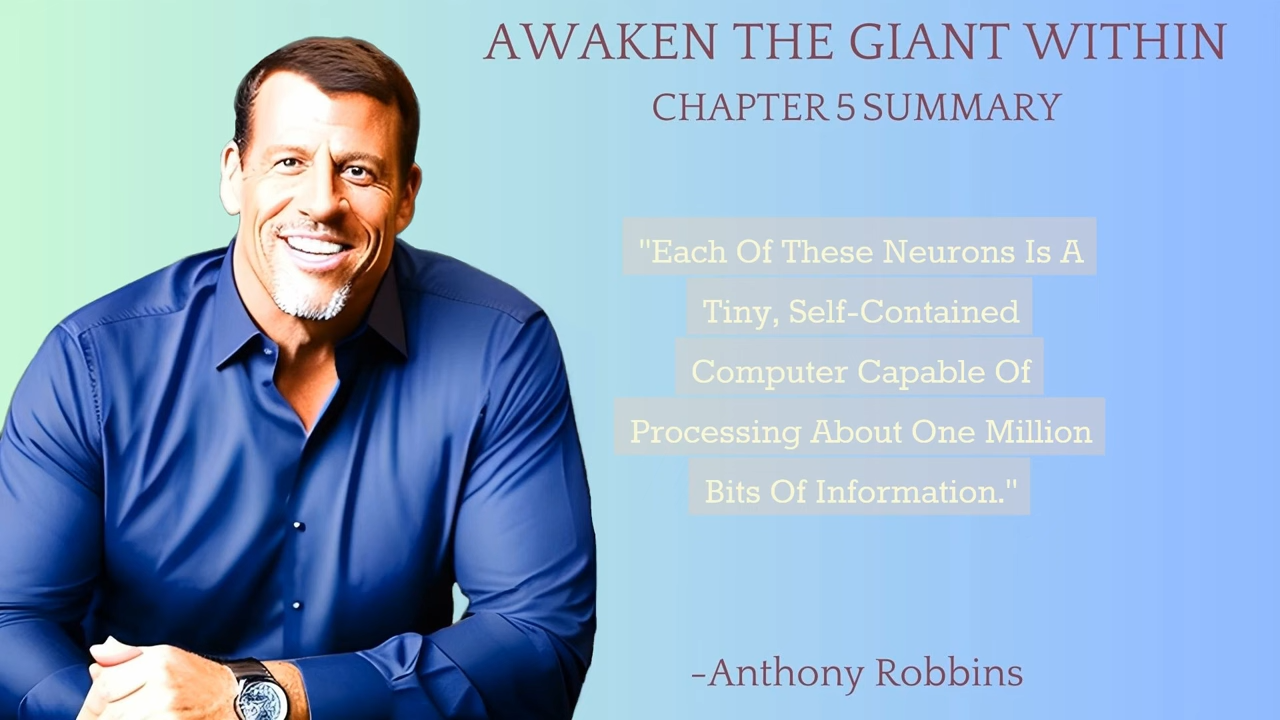 AWAKEN THE GIANT WITHIN
CHAPTER 5 SUMMARY
"Each Of These Neurons Is A
Tiny, Self-Contained
Computer Capable Of
Processing About One Million
Bits Of Information."
-Anthony Robbins